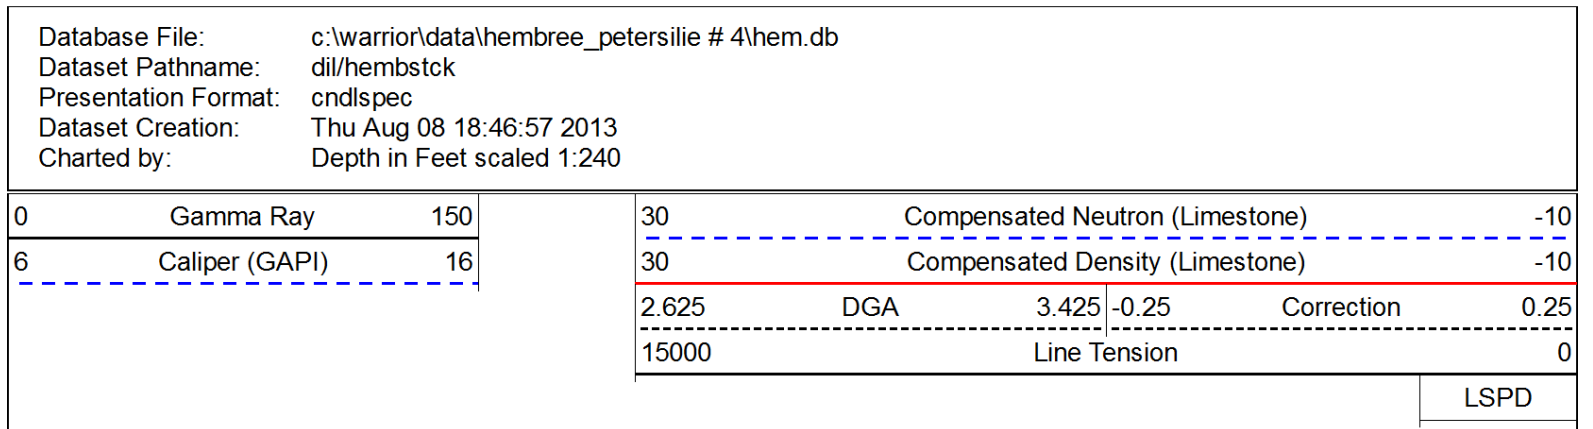 Database File: c:\warrior\data\hembree_petersilie # 4\hem.db
Dataset Pathname: dil/hembstck
Presentation Format: cndlspec
Dataset Creation: Thu Aug 08 18:46:57 2013
Charted by: Depth in Feet scaled 1:240
0 Gamma Ray 150 30 Compensated Neutron (Limestone) -10
6 Caliper (GAPI) 16 30 Compensated Density (Limestone) -10
2.625 DGA 3.425 -0.25 Correction 0.25
15000 Line Tension 0
LSPD